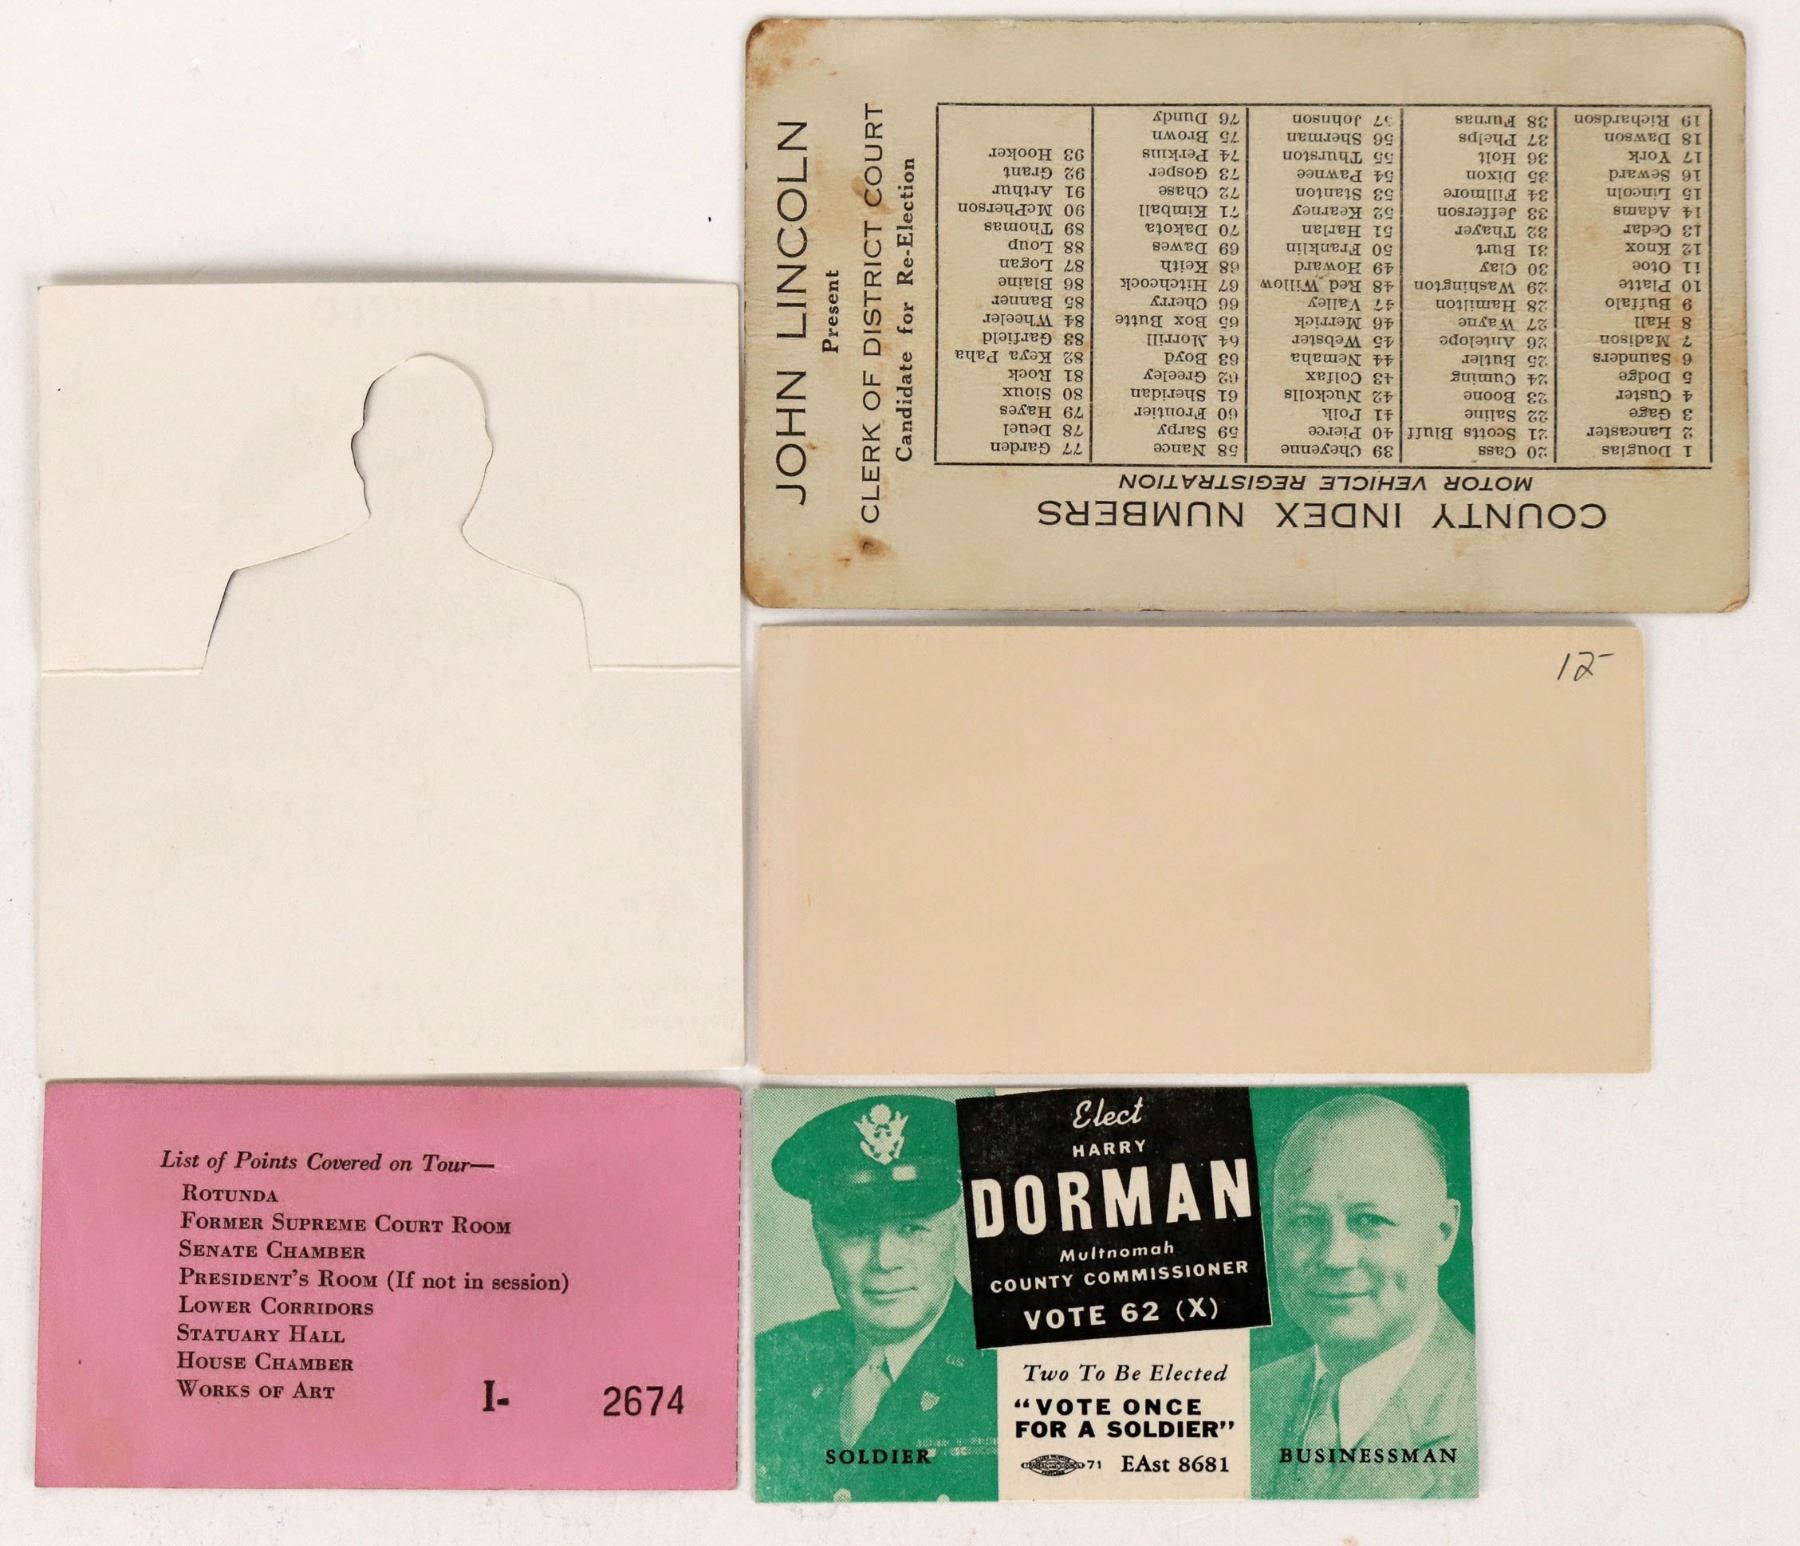 JOHN LINCOLN
Present
CLERK OF DISTRICT COURT
Candidate for Re-Election
COUNTY INDEX NUMBERS
MOTOR VEHICLE REGISTRATION
1 Douglas 20 Cass 39 Cheyenne 58 Nance 77 Garden
2 Lancaster 21 Scotts Bluff 40 Pierce 59 Sarpy 78 Deuel
3 Gage 22 Saline 41 Polk 60 Frontier 79 Hayes
4 Custer 23 Boone 42 Nuckolls 61 Sheridan 80 Sioux
5 Dodge 24 Cuming 43 Colfax 62 Greeley 81 Rock
6 Saunders 25 Butler 44 Nemaha 63 Boyd 82 Keya Paha
7 Madison 26 Antelope 45 Webster 64 Morrill 83 Garfield
8 Hall 27 Wayne 46 Merrick 65 Box Butte 84 Wheeler
9 Buffalo 28 Hamilton 47 Valley 66 Cherry 85 Banner
10 Platte 29 Washington 48 Red Willow 67 Hitchcock 86 Blaine
11 Otoe 30 Clay 49 Howard 68 Keith 87 Logan
12 Knox 31 Burt 50 Franklin 69 Dawes 88 Loup
13 Cedar 32 Thayer 51 Harlan 70 Dakota 89 Thomas
14 Adams 33 Jefferson 52 Kearney 71 Kimball 90 McPherson
15 Lincoln 34 Fillmore 53 Stanton 72 Chase 91 Arthur
16 Seward 35 Dixon 54 Pawnee 73 Gosper 92 Grant
17 York 36 Holt 55 Thurston 74 Perkins 93 Hooker
18 Dawson 37 Phelps 56 Sherman 75 Brown
19 Richardson 38 Furnas 57 Johnson 76 Dundy
12-
List of Points Covered on Tour—
ROTUNDA
FORMER SUPREME COURT ROOM
SENATE CHAMBER
PRESIDENT'S ROOM (If not in session)
LOWER CORRIDORS
STATUARY HALL
HOUSE CHAMBER
WORKS OF ART
I- 2674
Elect
HARRY
DORMAN
Multnomah
COUNTY COMMISSIONER
VOTE 62 (X)
Two To Be Elected
“VOTE ONCE
FOR A SOLDIER”
71 EAst 8681
SOLDIER
BUSINESSMAN